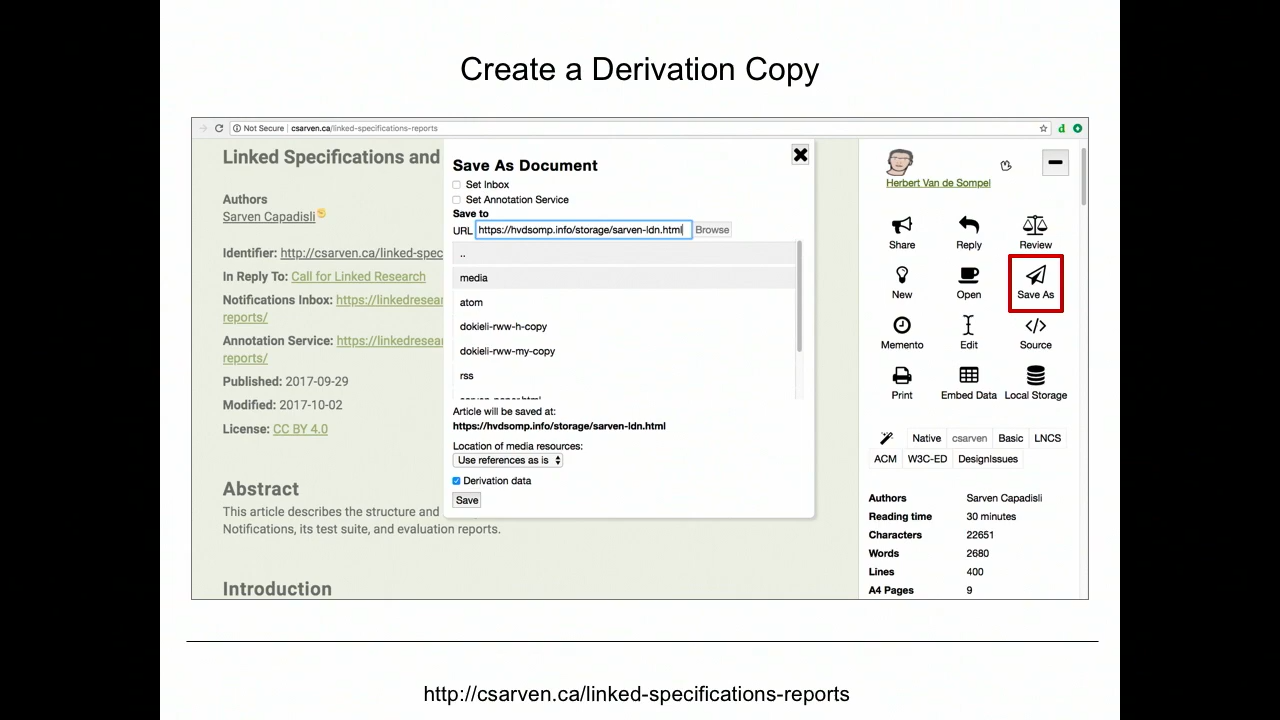 Create a Derivation Copy
Not Secure | csarven.ca/linked-specifications-reports
Linked Specifications and
Authors
Sarven Capadisli
Identifier: http://csarven.ca/linked-spec
In Reply To: Call for Linked Research
Notifications Inbox: https://linkedresear
reports/
Annotation Service: https://linkedresear
reports/
Published: 2017-09-29
Modified: 2017-10-02
License: CC BY 4.0
Abstract
This article describes the structure and
Notifications, its test suite, and evaluation reports.
Introduction
Save As Document
Set Inbox
Set Annotation Service
Save to
URL https://hvdsomp.info/storage/sarven-ldn.html Browse
..
media
atom
dokieli-rww-h-copy
dokieli-rww-my-copy
rss
Article will be saved at:
https://hvdsomp.info/storage/sarven-ldn.html
Location of media resources:
Use references as is
Derivation data
Save
Herbert Van de Sompel
Share Reply Review
New Open Save As
Memento Edit Source
Print Embed Data Local Storage
Native csarven Basic LNCS
ACM W3C-ED DesignIssues
Authors Sarven Capadisli
Reading time 30 minutes
Characters 22651
Words 2680
Lines 400
A4 Pages 9
http://csarven.ca/linked-specifications-reports